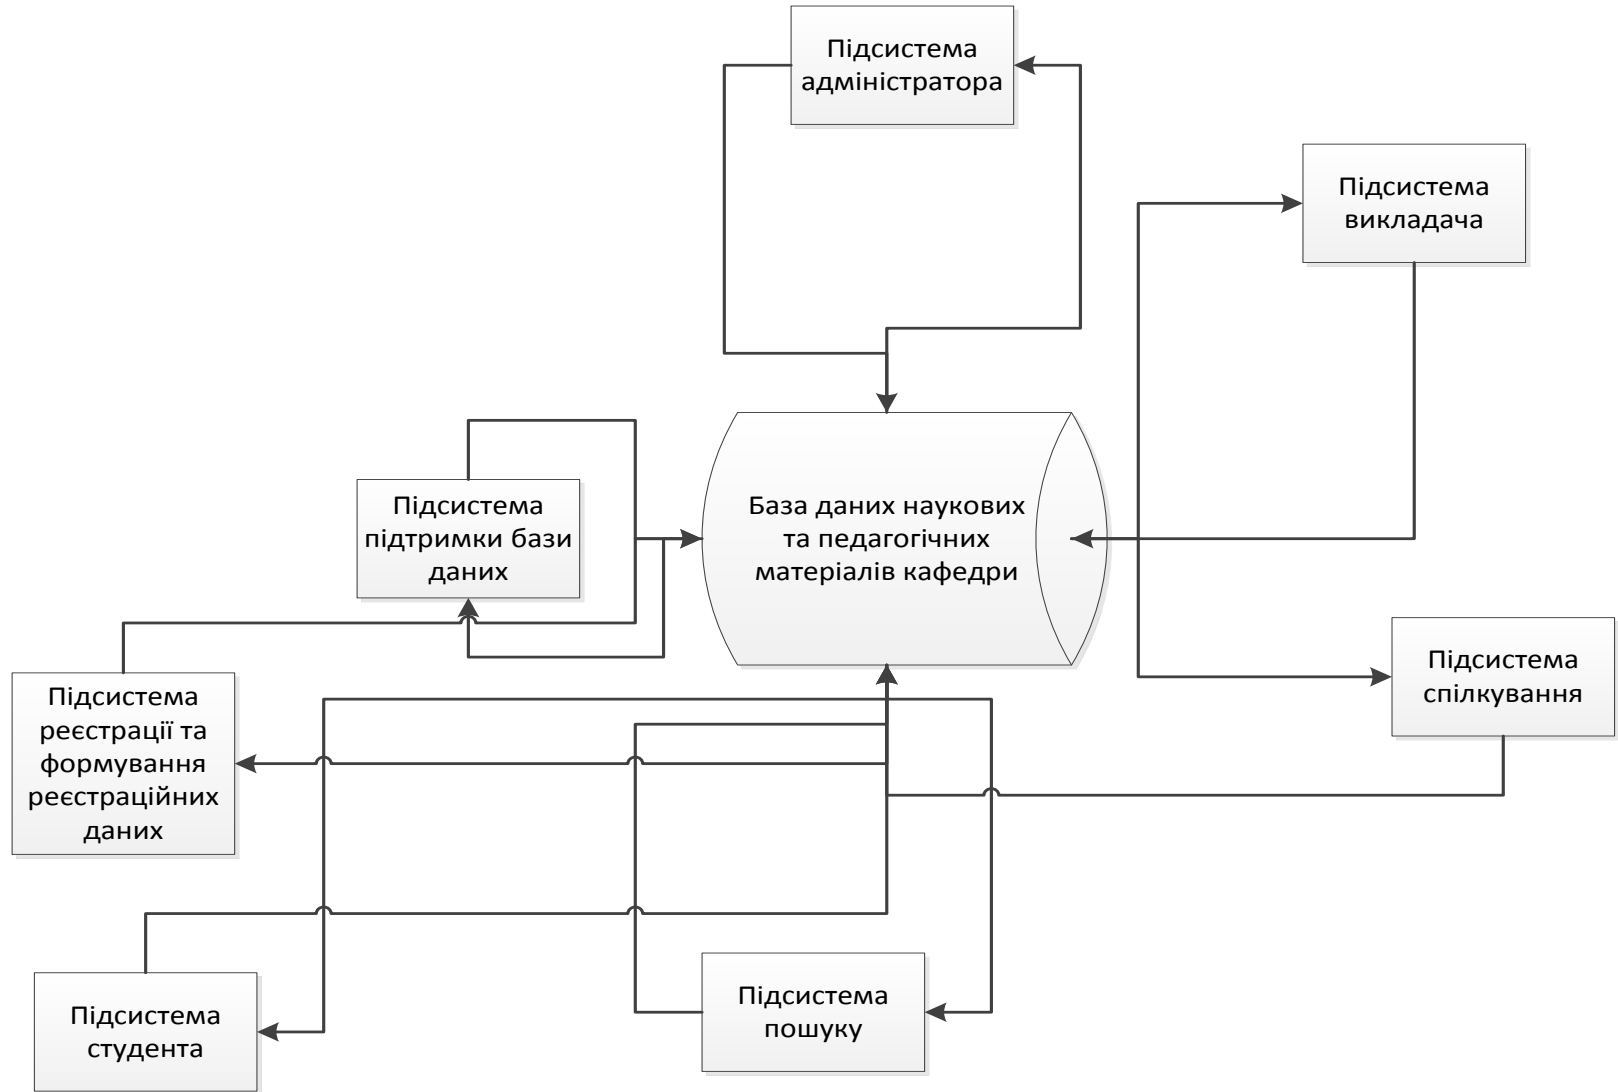 Підсистема
адміністратора
Підсистема
викладача
Підсистема
підтримки бази
даних
База даних наукових
та педагогічних
матеріалів кафедри
Підсистема
спілкування
Підсистема
реєстрації та
формування
реєстраційних
даних
Підсистема
студента
Підсистема
пошуку